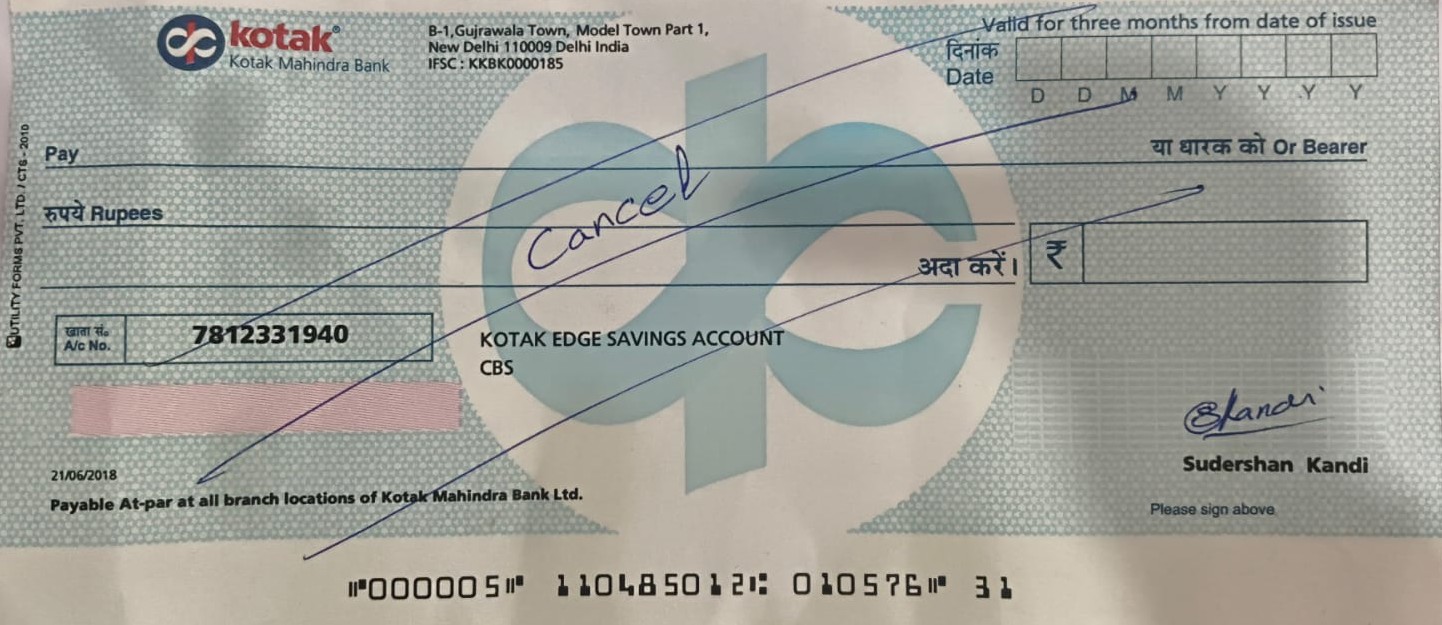 kotak®
Kotak Mahindra Bank
B-1,Gujrawala Town, Model Town Part 1,
New Delhi 110009 Delhi India
IFSC : KKBK0000185
Valid for three months from date of issue
दिनांक
Date
D D M M Y Y Y Y
Pay
या धारक को Or Bearer
रुपये Rupees
Cancel
अदा करें।
₹
खाता सं०
A/c No.
7812331940
KOTAK EDGE SAVINGS ACCOUNT
CBS
Skandi
Sudershan Kandi
Please sign above
21/06/2018
Payable At-par at all branch locations of Kotak Mahindra Bank Ltd.
UTILITY FORMS PVT. LTD. / CTS - 2010
⑈000005⑈ 110485012⑆ 010576⑈ 31